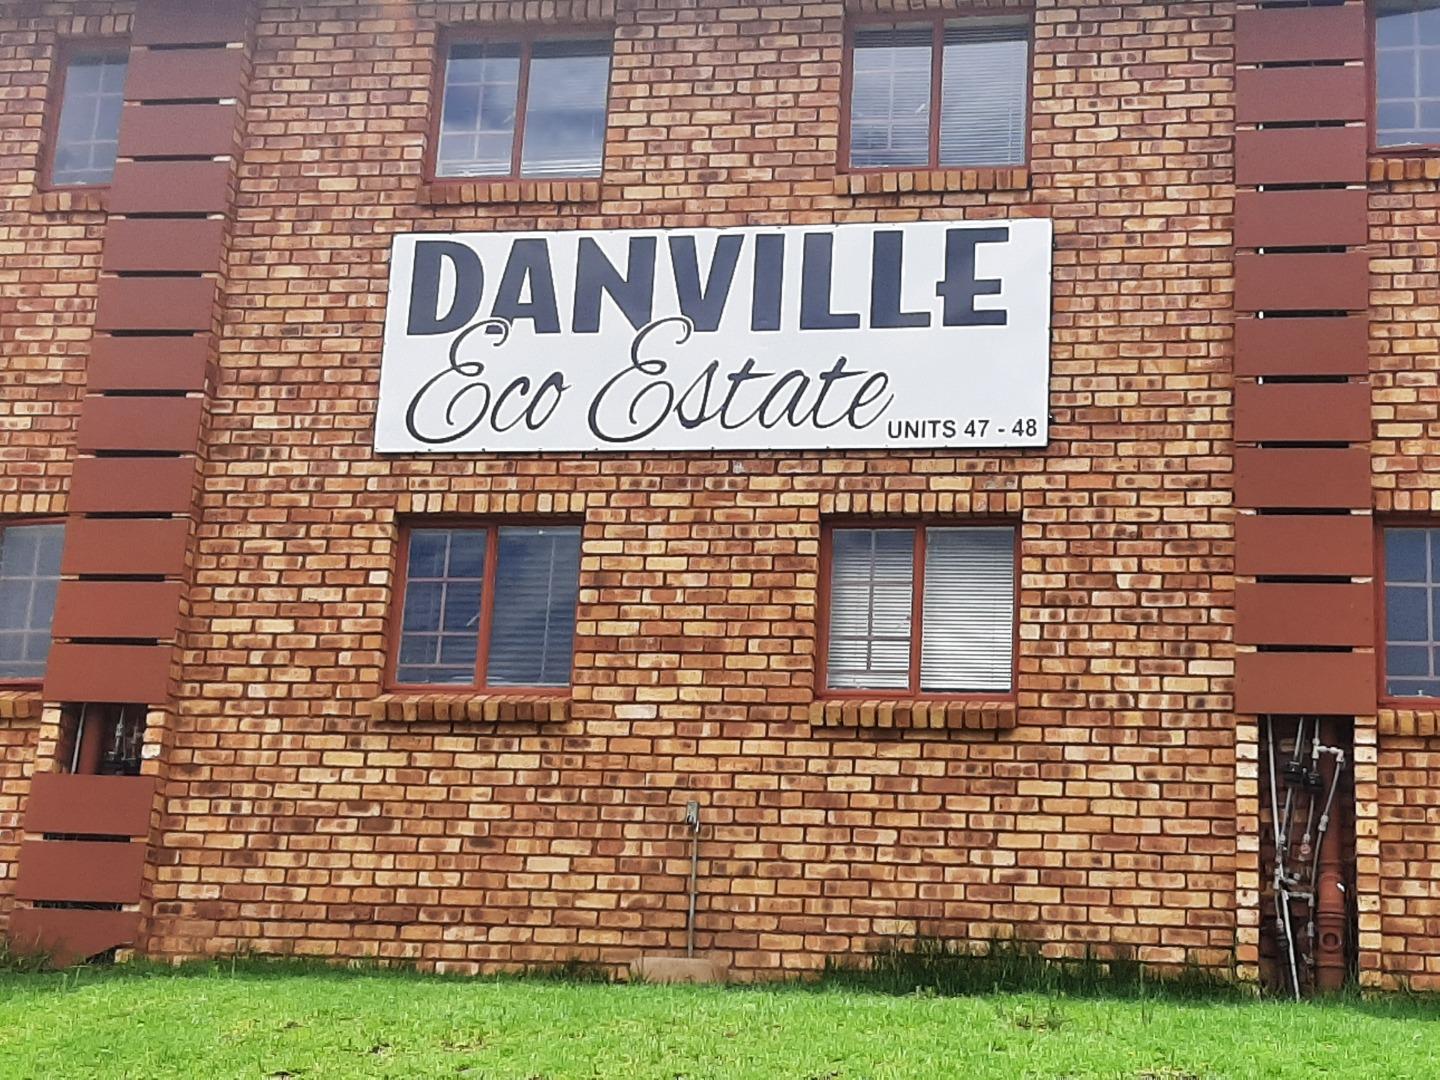 DANVILLE
Eco Estate
UNITS 47 - 48